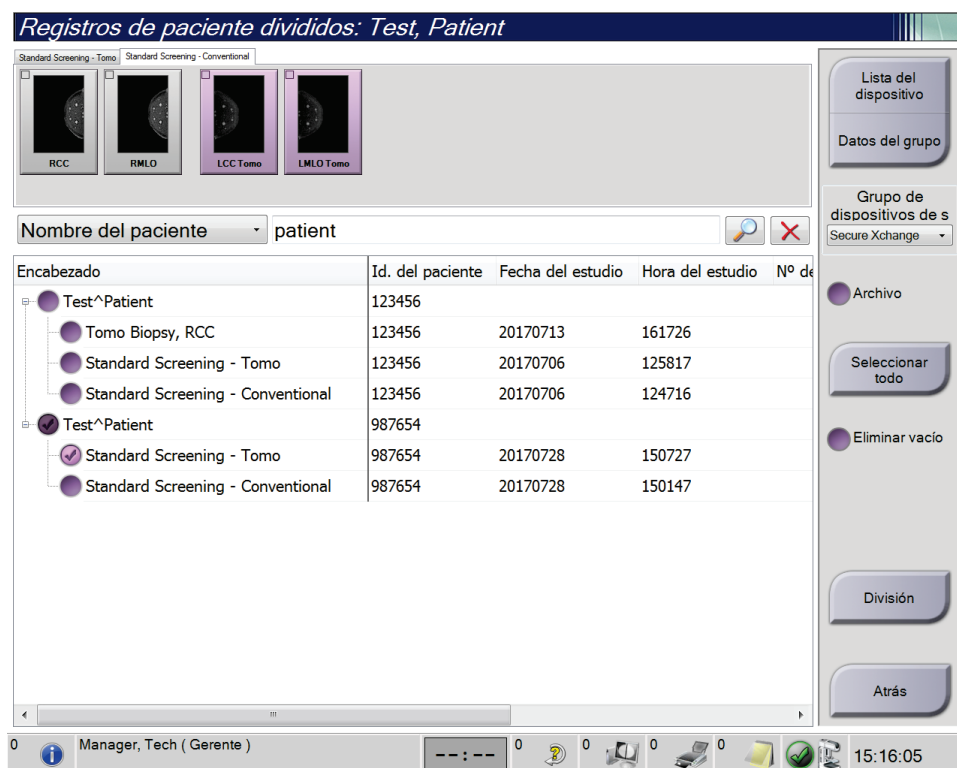 Registros de paciente divididos: Test, Patient
Standard Screening - Tomo Standard Screening - Conventional
RCC RMLO LCC Tomo LMLO Tomo
Lista del
dispositivo
Datos del grupo
Grupo de
dispositivos de s
Secure Xchange
Nombre del paciente patient
Encabezado Id. del paciente Fecha del estudio Hora del estudio Nº de
Test^Patient 123456
Tomo Biopsy, RCC 123456 20170713 161726
Standard Screening - Tomo 123456 20170706 125817
Standard Screening - Conventional 123456 20170706 124716
Test^Patient 987654
Standard Screening - Tomo 987654 20170728 150727
Standard Screening - Conventional 987654 20170728 150147
Archivo
Seleccionar
todo
Eliminar vacío
División
Atrás
0 Manager, Tech ( Gerente ) --:-- 0 0 0 0 15:16:05